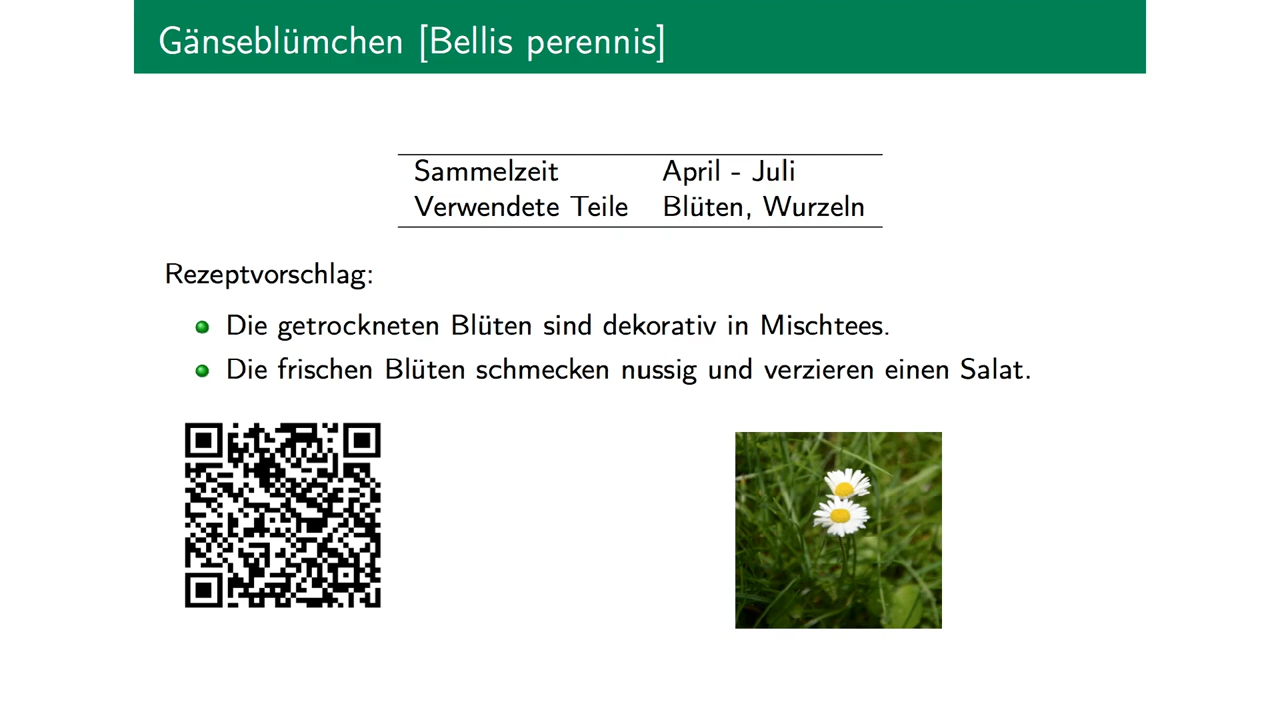 Gänseblümchen [Bellis perennis]
Sammelzeit April - Juli
Verwendete Teile Blüten, Wurzeln
Rezeptvorschlag:
Die getrockneten Blüten sind dekorativ in Mischtees.
Die frischen Blüten schmecken nussig und verzieren einen Salat.